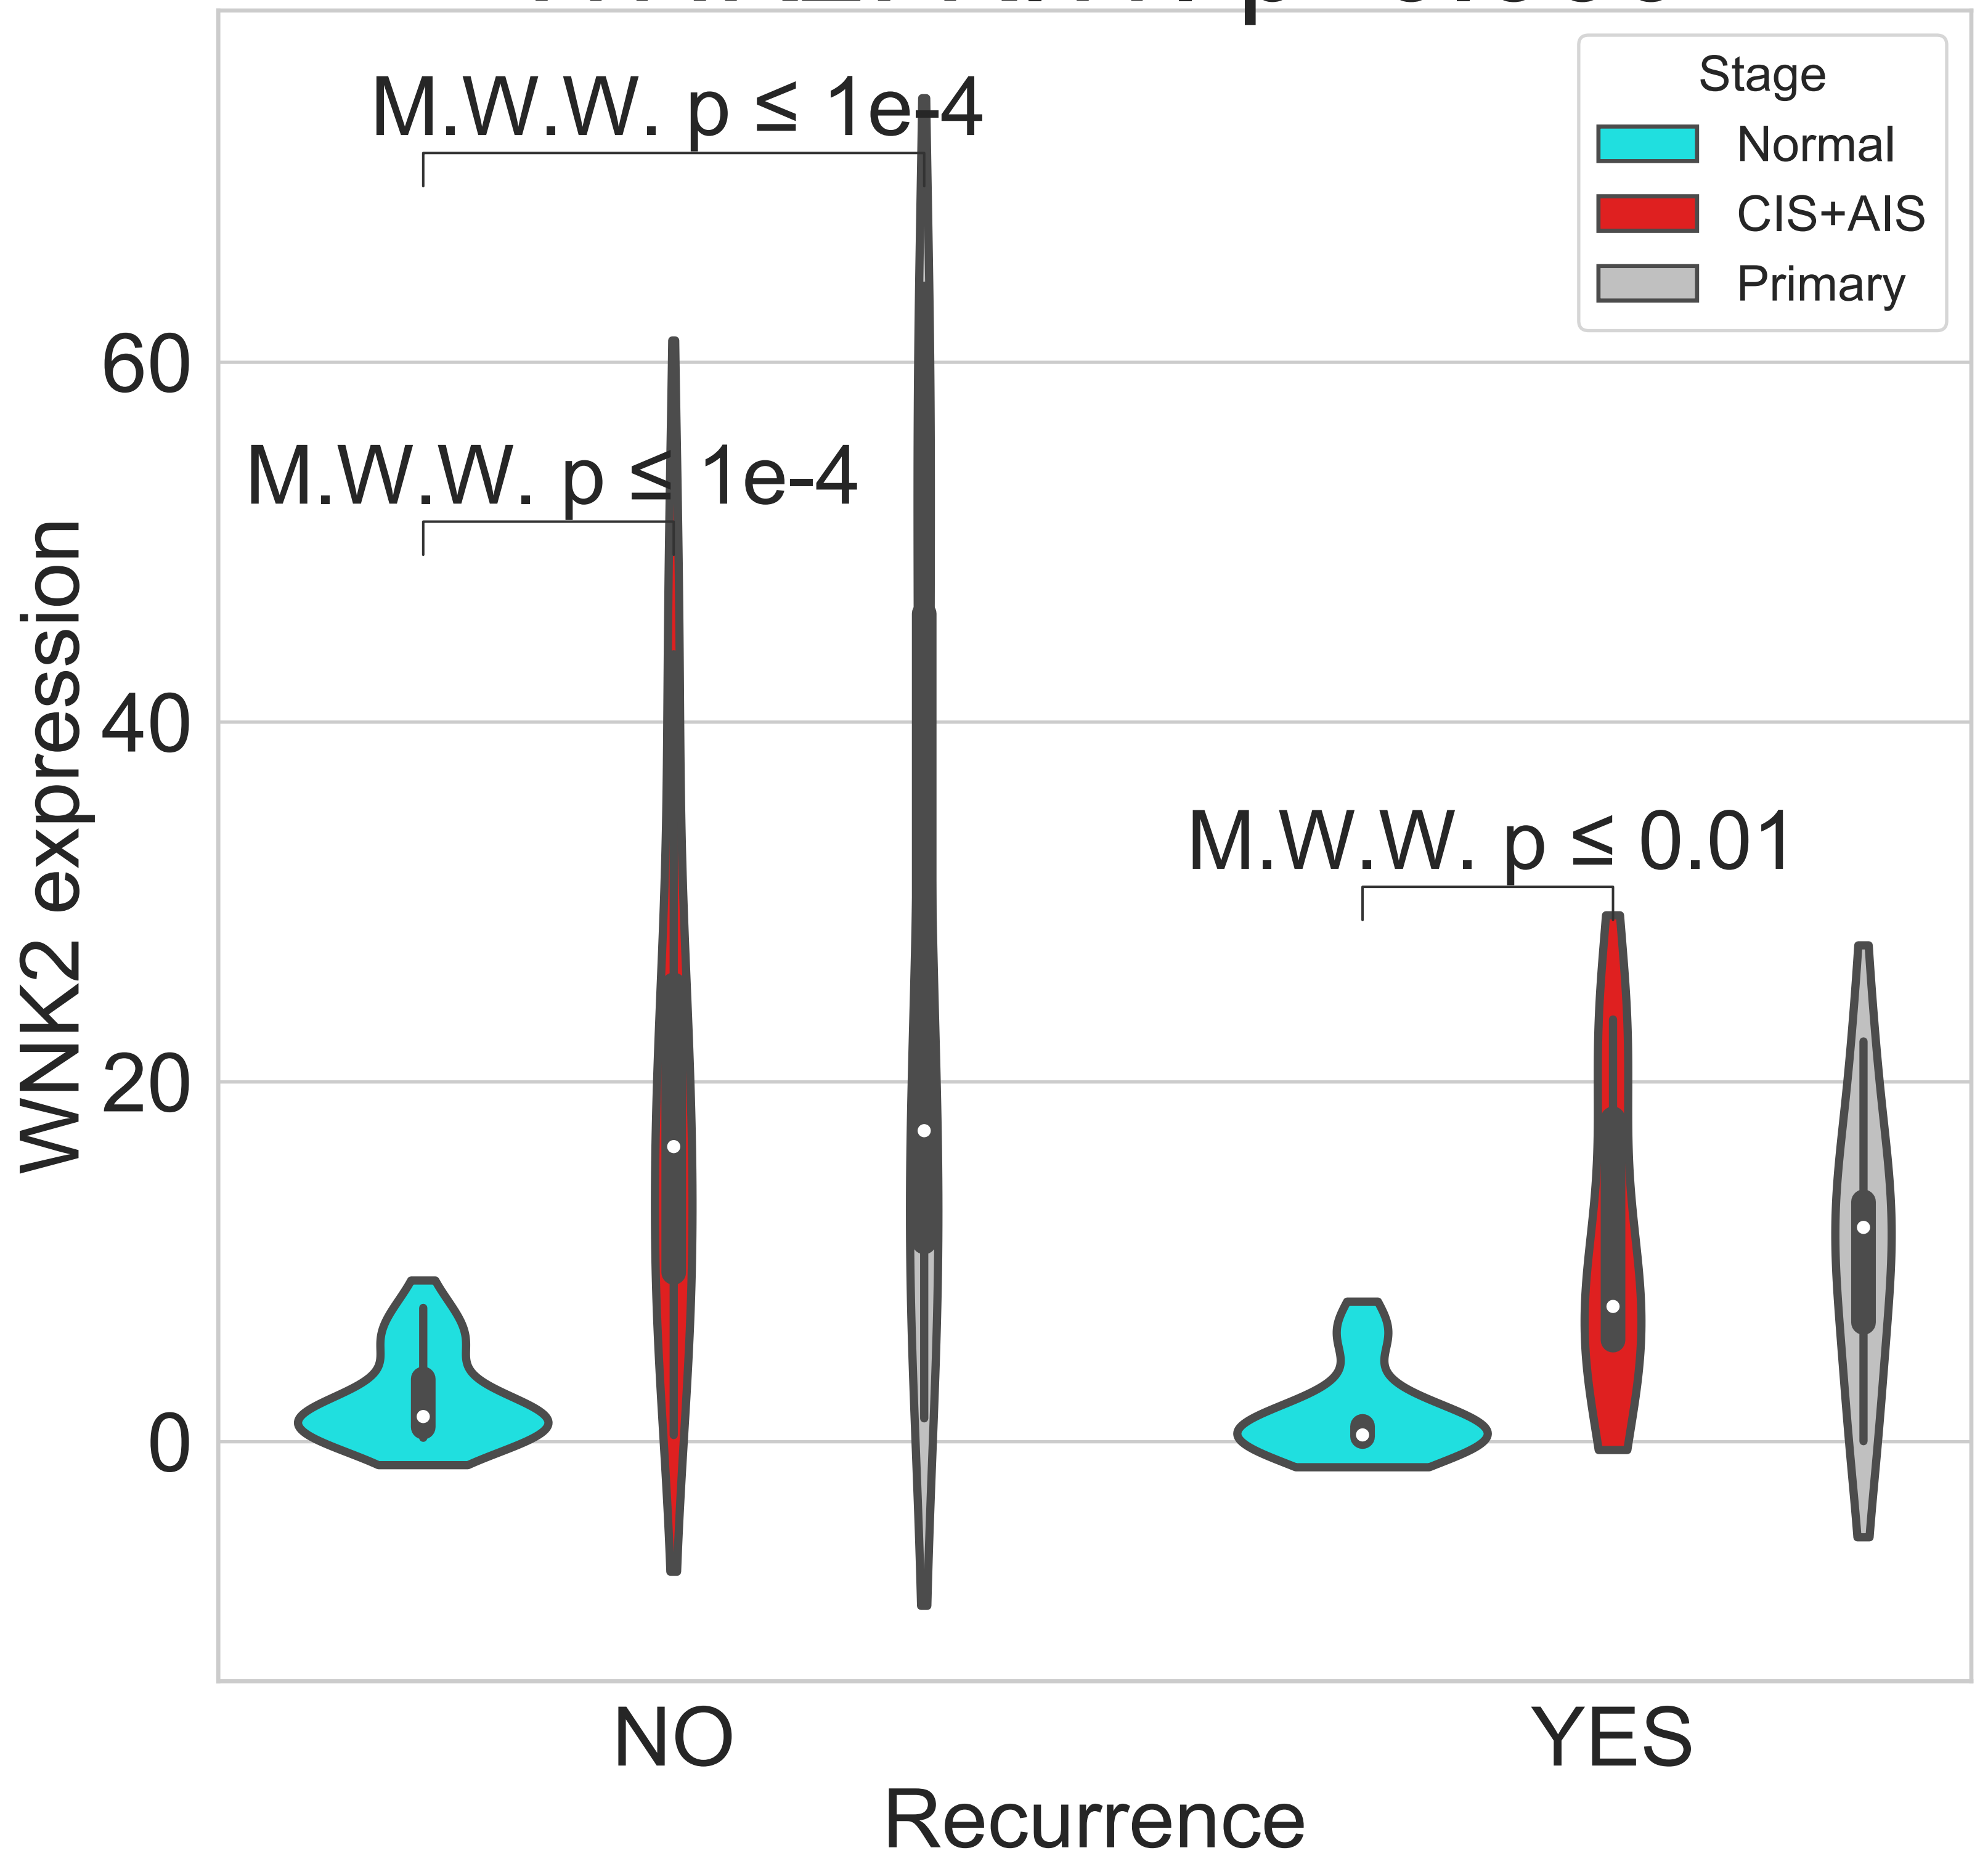 M.W.W. p ≤ 1e-4
Stage
Normal
CIS+AIS
Primary
M.W.W. p ≤ 1e-4
M.W.W. p ≤ 0.01
WNK2 expression
60
40
20
0
NO
YES
Recurrence